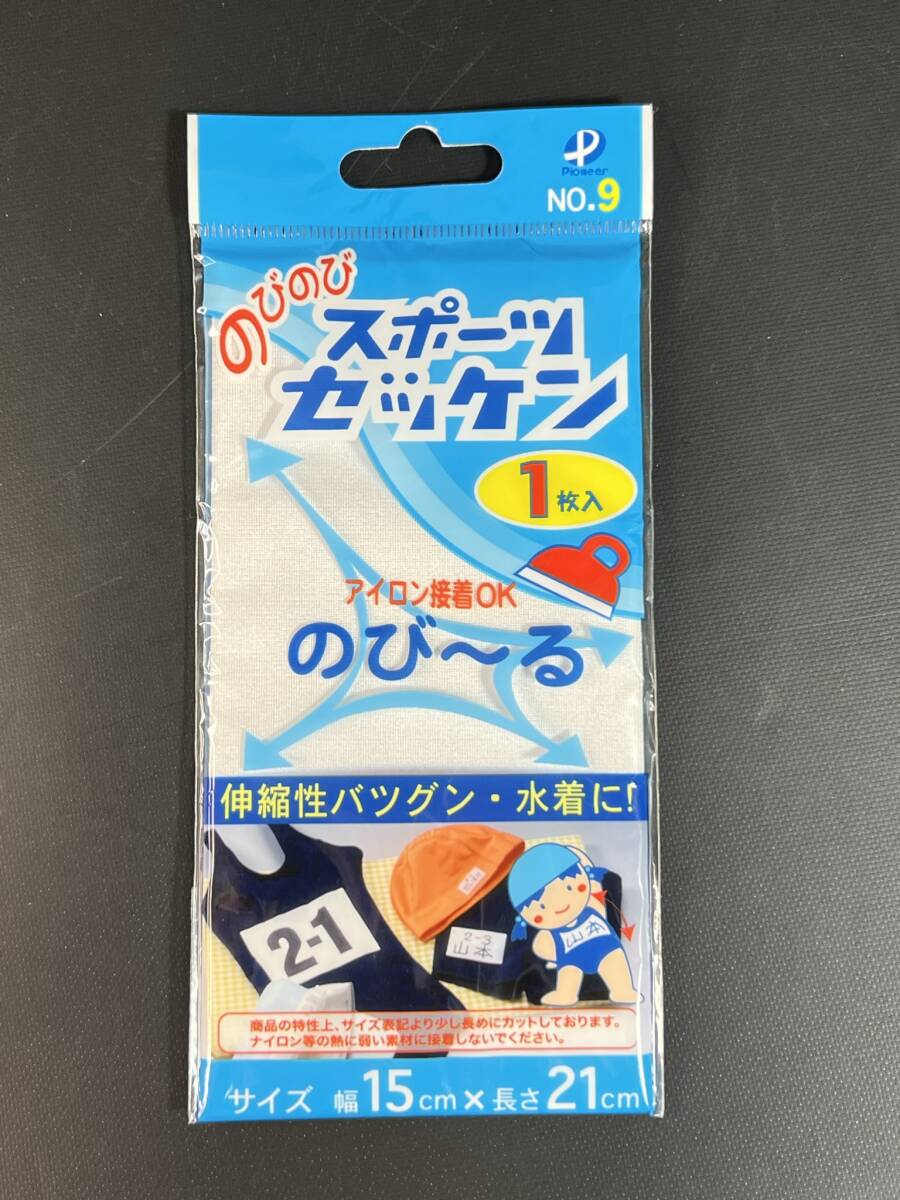 Pioneer
NO.9
のびのび
スポーツ
ゼッケン
1枚入
アイロン接着OK
のび～る
伸縮性バツグン・水着に!
2-1
2-3
山本
山本
商品の特性上、サイズ表記より少し長めにカットしております。
ナイロン等の熱に弱い素材に接着しないでください。
サイズ 幅15cm×長さ21cm